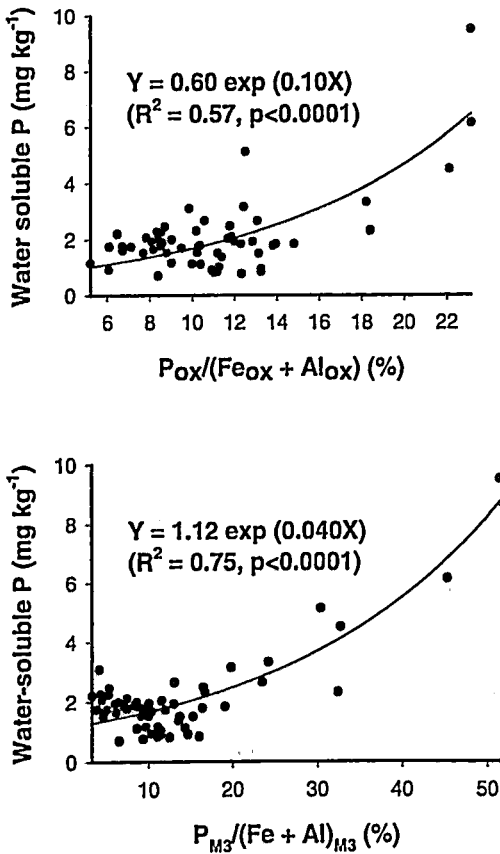 10
8
6
4
2
0
Water soluble P (mg kg⁻¹)
Y = 0.60 exp (0.10X)
(R² = 0.57, p<0.0001)
6 8 10 12 14 16 18 20 22
POX/(FeOX + AlOX) (%)
10
8
6
4
2
0
Water-soluble P (mg kg⁻¹)
Y = 1.12 exp (0.040X)
(R² = 0.75, p<0.0001)
10 20 30 40 50
PM3/(Fe + Al)M3 (%)